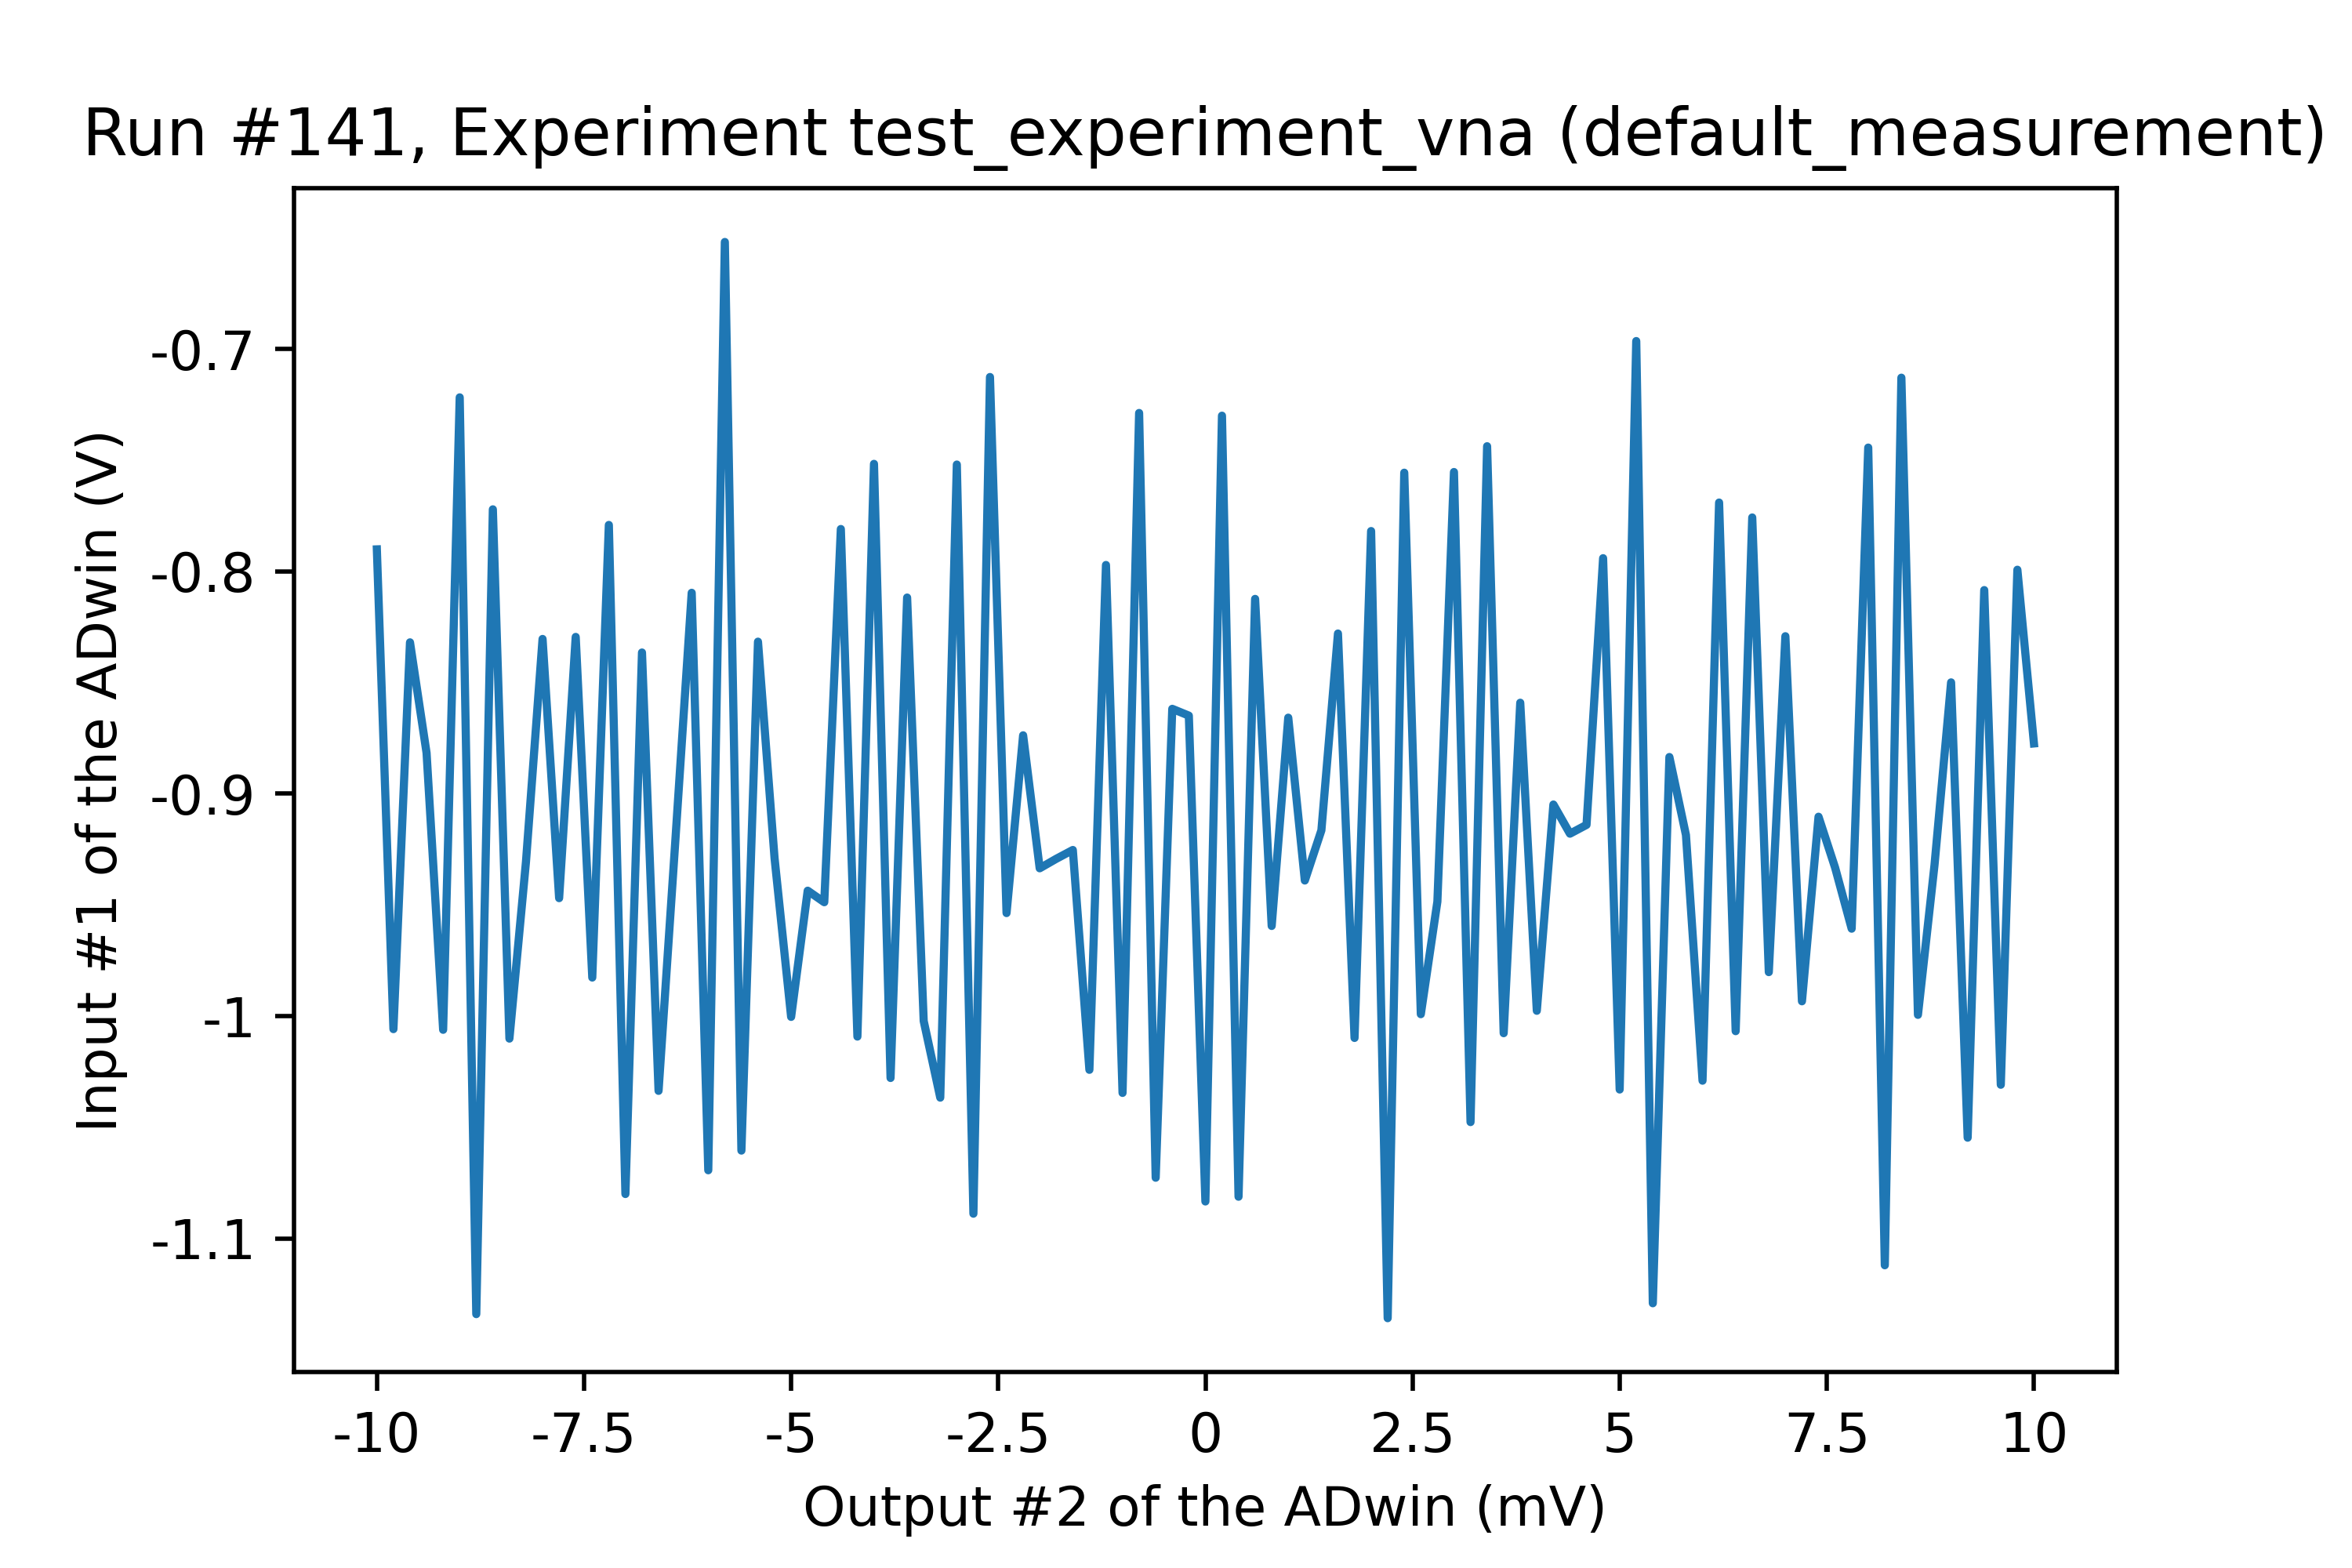 Run #141, Experiment test_experiment_vna (default_measurement)
Input #1 of the ADwin (V)
-0.7
-0.8
-0.9
-1
-1.1
-10 -7.5 -5 -2.5 0 2.5 5 7.5 10
Output #2 of the ADwin (mV)